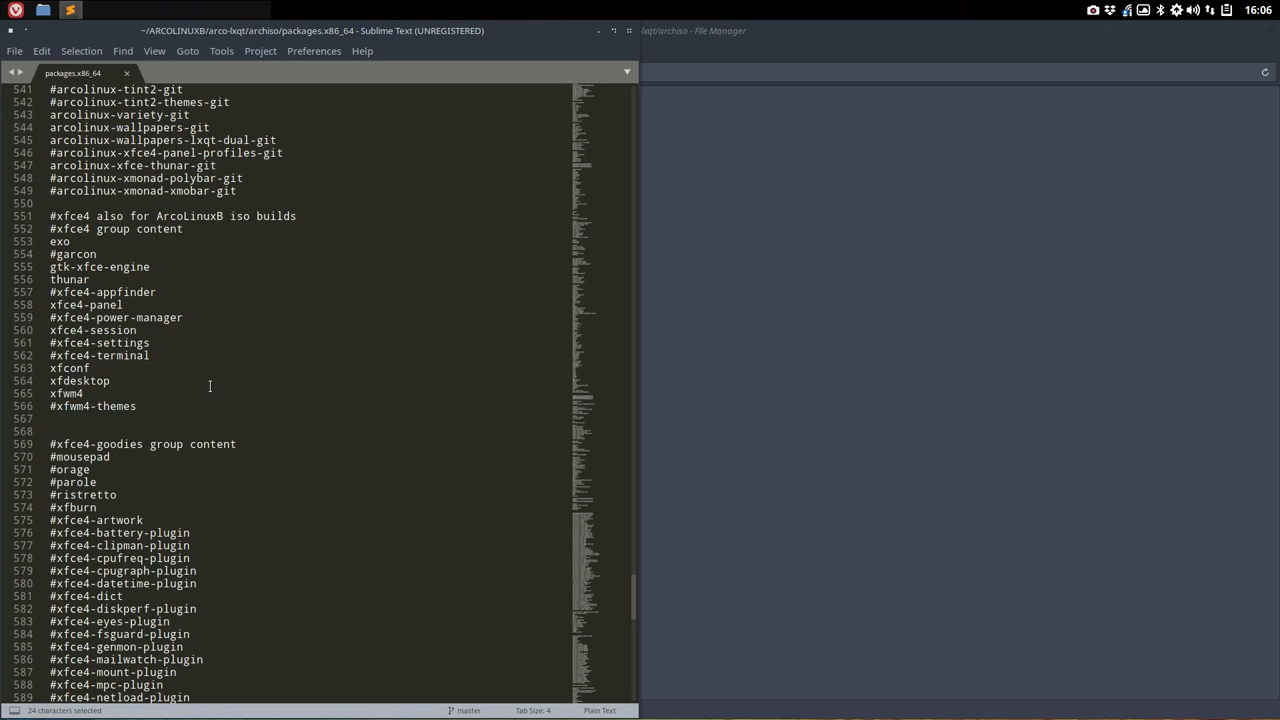 16:06
~/ARCOLINUXB/arco-lxqt/archiso/packages.x86_64 - Sublime Text (UNREGISTERED)
lxqt/archiso - File Manager
File Edit Selection Find View Goto Tools Project Preferences Help
packages.x86_64
541 #arcolinux-tint2-git
542 #arcolinux-tint2-themes-git
543 arcolinux-variety-git
544 arcolinux-wallpapers-git
545 arcolinux-wallpapers-lxqt-dual-git
546 #arcolinux-xfce4-panel-profiles-git
547 #arcolinux-xfce-thunar-git
548 #arcolinux-xmonad-polybar-git
549 #arcolinux-xmonad-xmobar-git
550
551 #xfce4 also for ArcoLinuxB iso builds
552 #xfce4 group content
553 exo
554 #garcon
555 gtk-xfce-engine
556 thunar
557 #xfce4-appfinder
558 xfce4-panel
559 #xfce4-power-manager
560 xfce4-session
561 #xfce4-settings
562 #xfce4-terminal
563 xfconf
564 xfdesktop
565 xfwm4
566 #xfwm4-themes
567
568
569 #xfce4-goodies group content
570 #mousepad
571 #orage
572 #parole
573 #ristretto
574 #xfburn
575 #xfce4-artwork
576 #xfce4-battery-plugin
577 #xfce4-clipman-plugin
578 #xfce4-cpufreq-plugin
579 #xfce4-cpugraph-plugin
580 #xfce4-datetime-plugin
581 #xfce4-dict
582 #xfce4-diskperf-plugin
583 #xfce4-eyes-plugin
584 #xfce4-fsguard-plugin
585 #xfce4-genmon-plugin
586 #xfce4-mailwatch-plugin
587 #xfce4-mount-plugin
588 #xfce4-mpc-plugin
589 #xfce4-netload-plugin
24 characters selected master Tab Size: 4 Plain Text